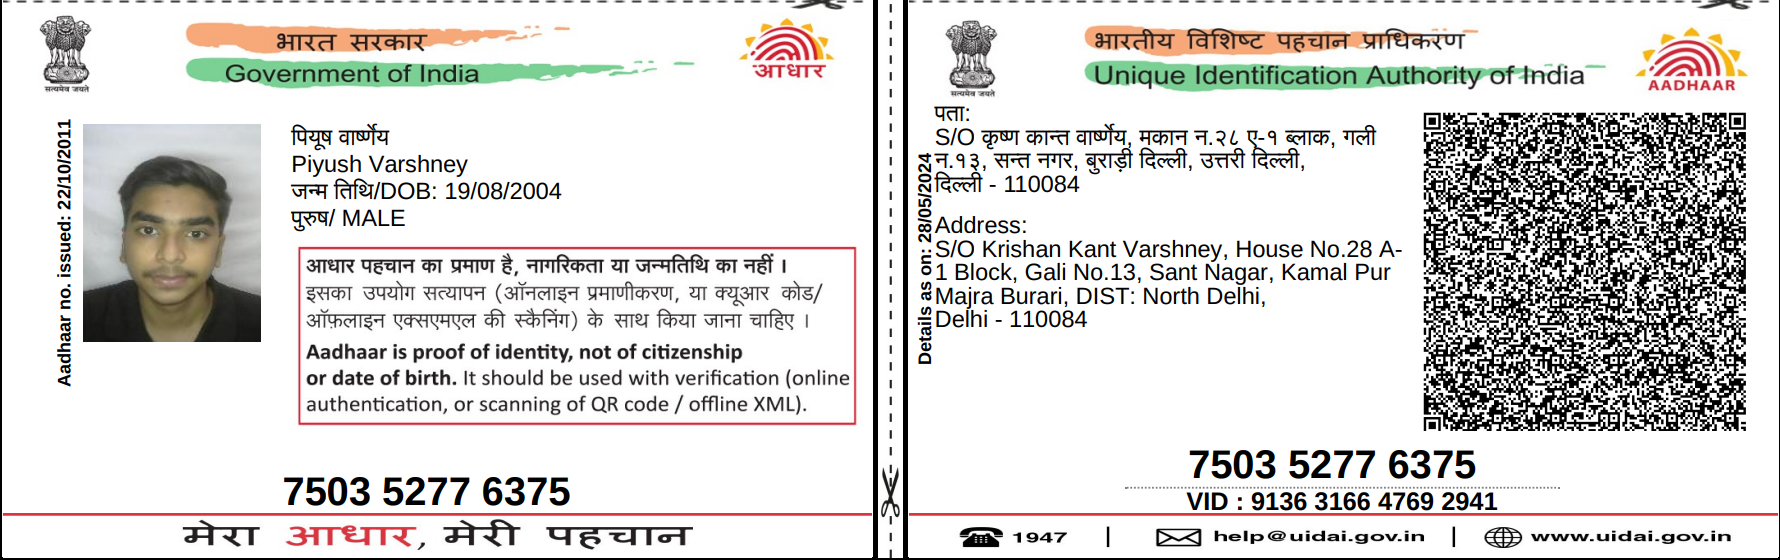 भारत सरकार
Government of India
सत्यमेव जयते
आधार
Aadhaar no. issued: 22/10/2011
पियूष वार्ष्णेय
Piyush Varshney
जन्म तिथि/DOB: 19/08/2004
पुरुष/ MALE
आधार पहचान का प्रमाण है, नागरिकता या जन्मतिथि का नहीं ।
इसका उपयोग सत्यापन (ऑनलाइन प्रमाणीकरण, या क्यूआर कोड/
ऑफ़लाइन एक्सएमएल की स्कैनिंग) के साथ किया जाना चाहिए ।
Aadhaar is proof of identity, not of citizenship
or date of birth. It should be used with verification (online
authentication, or scanning of QR code / offline XML).
7503 5277 6375
मेरा आधार, मेरी पहचान
भारतीय विशिष्ट पहचान प्राधिकरण
Unique Identification Authority of India
सत्यमेव जयते
AADHAAR
Details as on: 28/05/2024
पता:
S/O कृष्ण कान्त वार्ष्णेय, मकान न.२८ ए-१ ब्लाक, गली
न.१३, सन्त नगर, बुराड़ी दिल्ली, उत्तरी दिल्ली,
दिल्ली - 110084
Address:
S/O Krishan Kant Varshney, House No.28 A-
1 Block, Gali No.13, Sant Nagar, Kamal Pur
Majra Burari, DIST: North Delhi,
Delhi - 110084
7503 5277 6375
VID : 9136 3166 4769 2941
1947 | help@uidai.gov.in | www.uidai.gov.in